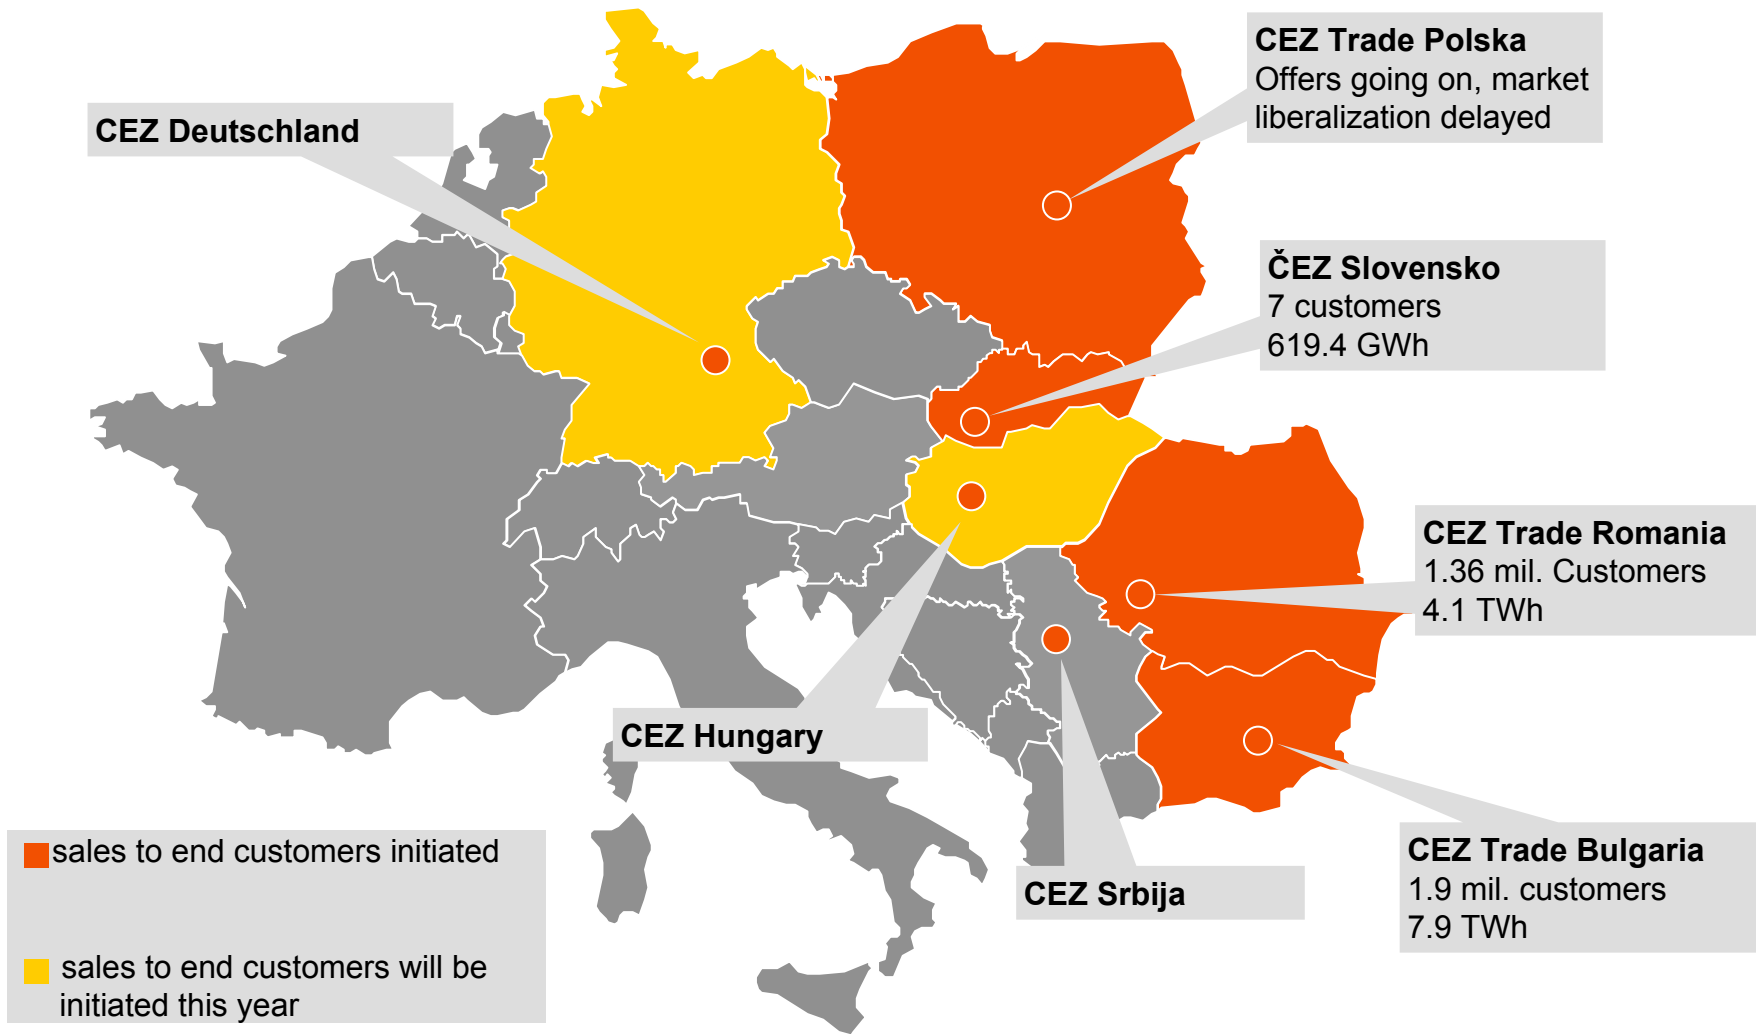 CEZ Trade Polska
Offers going on, market
liberalization delayed
CEZ Deutschland
ČEZ Slovensko
7 customers
619.4 GWh
CEZ Trade Romania
1.36 mil. Customers
4.1 TWh
CEZ Hungary
CEZ Trade Bulgaria
1.9 mil. customers
7.9 TWh
CEZ Srbija
sales to end customers initiated
sales to end customers will be
initiated this year